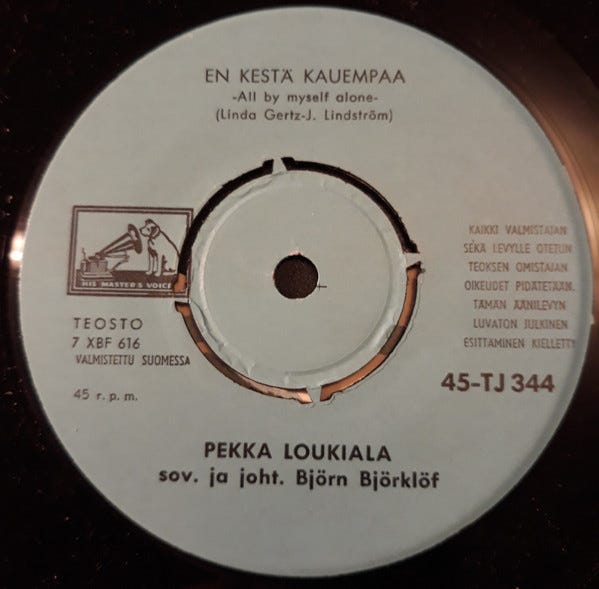 EN KESTÄ KAUEMPAA
-All by myself alone-
(Linda Gertz-J. Lindström)
HIS MASTER'S VOICE
TEOSTO
7 XBF 616
VALMISTETTU SUOMESSA
45 r. p. m.
KAIKKI VALMISTAJAN
SEKÄ LEVYLLE OTETUN
TEOKSEN OMISTAJAN
OIKEUDET PIDÄTETÄÄN.
TÄMÄN ÄÄNILEVYN
LUVATON JULKINEN
ESITTÄMINEN KIELLETTY
45-TJ 344
PEKKA LOUKIALA
sov. ja joht. Björn Björklöf